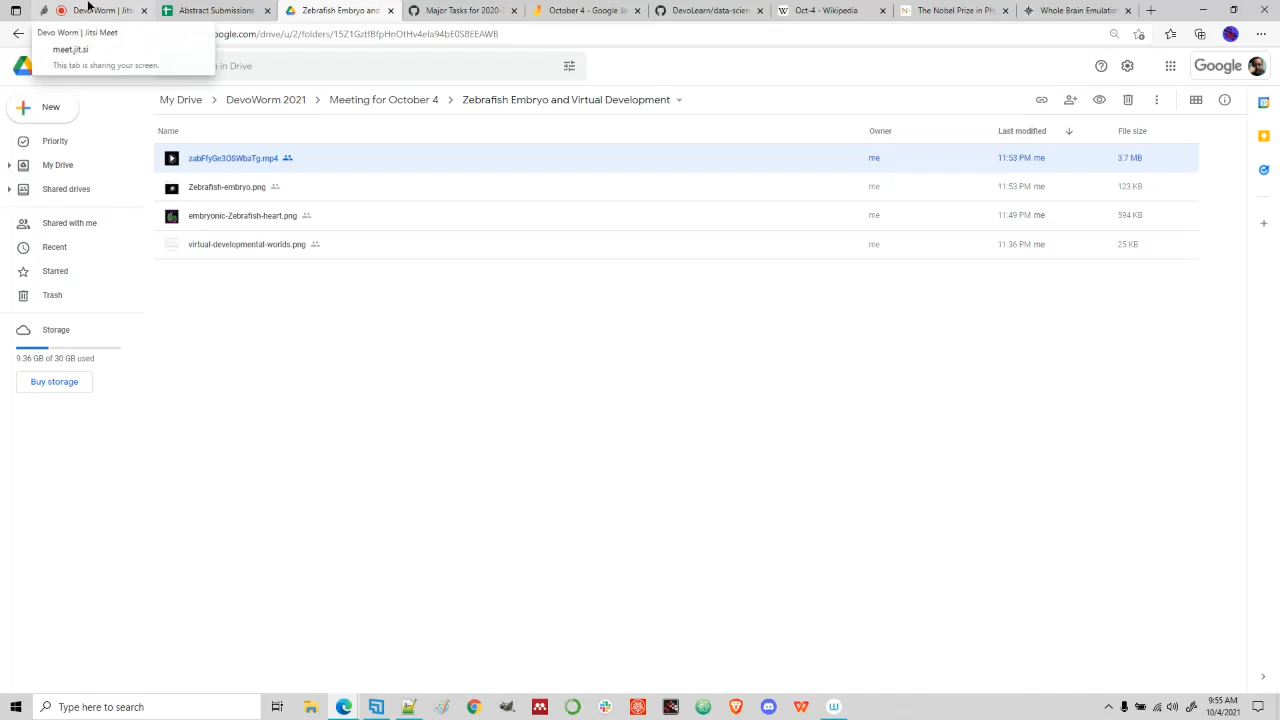 Devo Worm | Jitsi
Abstract Submissions
Zebrafish Embryo and
Major Tasks for 2020-
October 4 - Google Ja
DevoLearn/data-scien
Oct 4 - Wikipedia
The Nobel Prize in Phy
Whole Brain Emulatio
Devo Worm | Jitsi Meet
meet.jit.si
This tab is sharing your screen.
ogle.com/drive/u/2/folders/15Z1GztfBfpHnOtHv4eIa94bE0S8EEAWB
in Drive
Google
My Drive
DevoWorm 2021
Meeting for October 4
Zebrafish Embryo and Virtual Development
New
Name
Owner
Last modified
File size
Priority
My Drive
Shared drives
Shared with me
Recent
Starred
Trash
Storage
9.36 GB of 30 GB used
Buy storage
zabFfyGe3OSWbaTg.mp4 me 11:53 PM me 3.7 MB
Zebrafish-embryo.png me 11:53 PM me 123 KB
embryonic-Zebrafish-heart.png me 11:49 PM me 594 KB
virtual-developmental-worlds.png me 11:36 PM me 25 KB
Type here to search
9:55 AM
10/4/2021